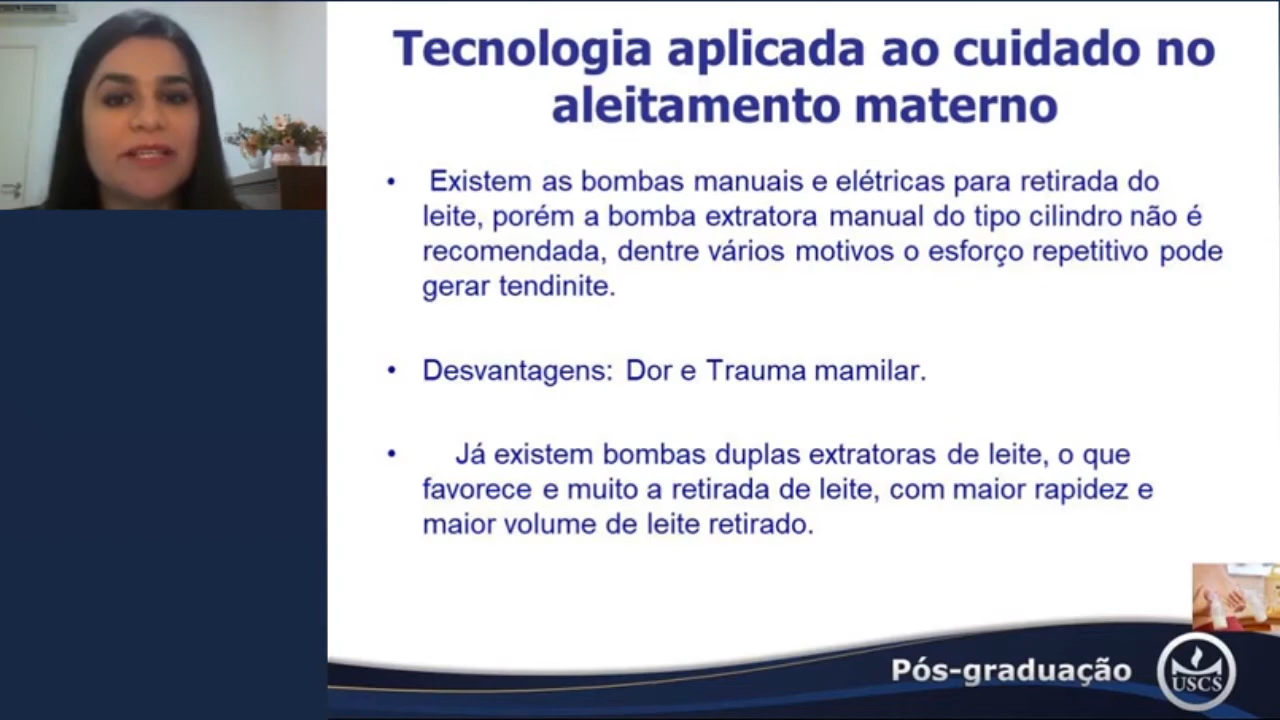 Tecnologia aplicada ao cuidado no
aleitamento materno
• Existem as bombas manuais e elétricas para retirada do
leite, porém a bomba extratora manual do tipo cilindro não é
recomendada, dentre vários motivos o esforço repetitivo pode
gerar tendinite.
• Desvantagens: Dor e Trauma mamilar.
• Já existem bombas duplas extratoras de leite, o que
favorece e muito a retirada de leite, com maior rapidez e
maior volume de leite retirado.
Pós-graduação
USCS